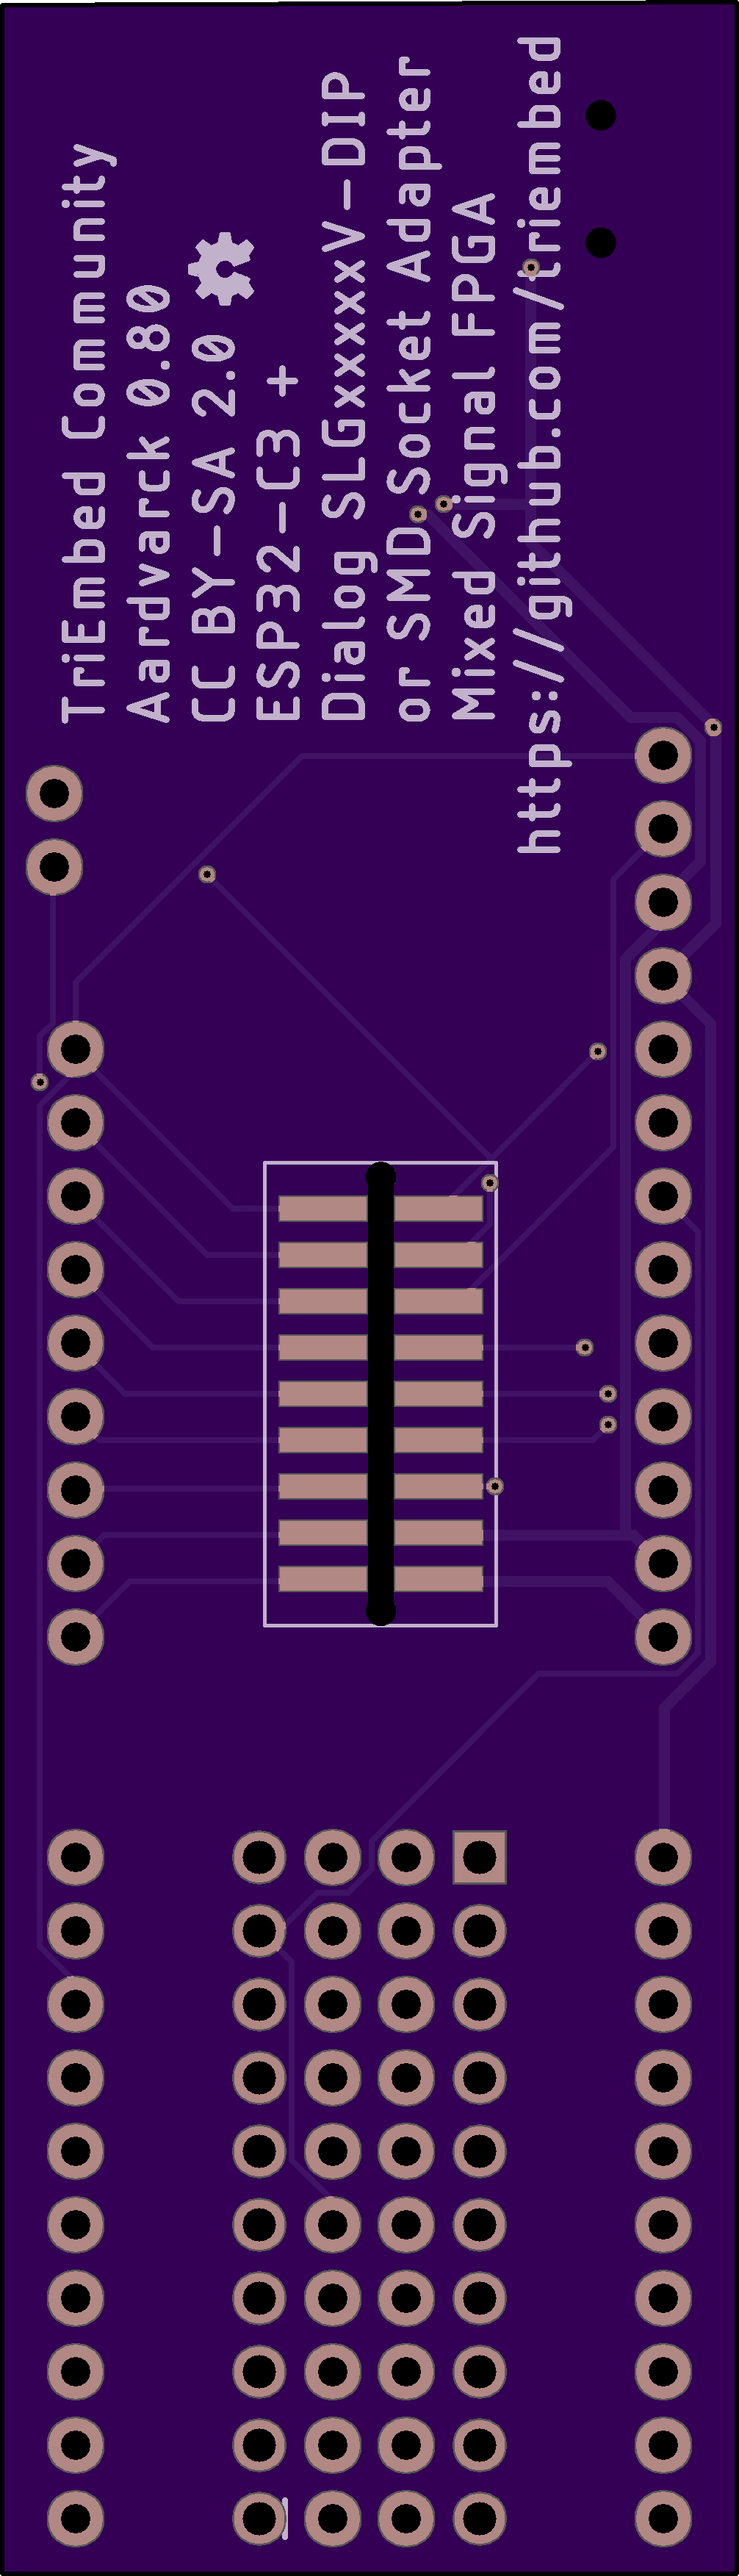 TriEmbed Community
Aardvarck 0.80
CC BY-SA 2.0
ESP32-C3 +
Dialog SLGxxxxxV-DIP
or SMD Socket Adapter
Mixed Signal FPGA
https://github.com/triembed